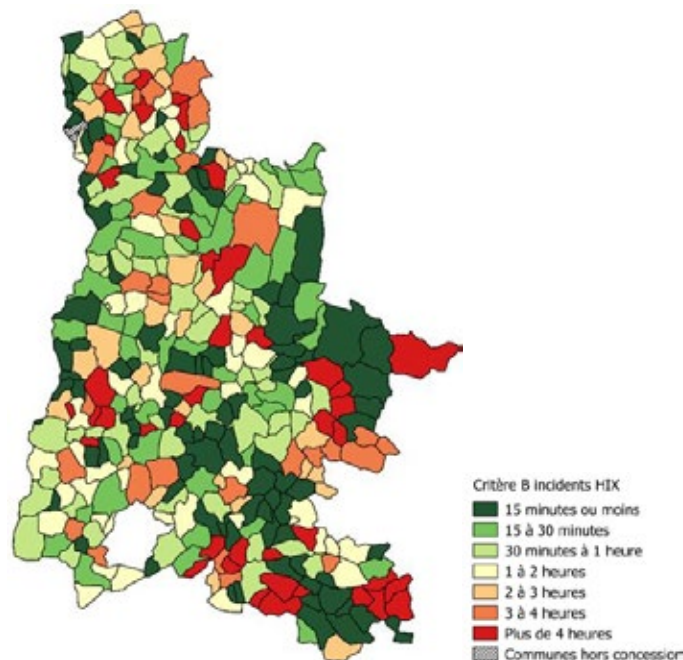 Critère B incidents HIX
15 minutes ou moins
15 à 30 minutes
30 minutes à 1 heure
1 à 2 heures
2 à 3 heures
3 à 4 heures
Plus de 4 heures
Communes hors concession